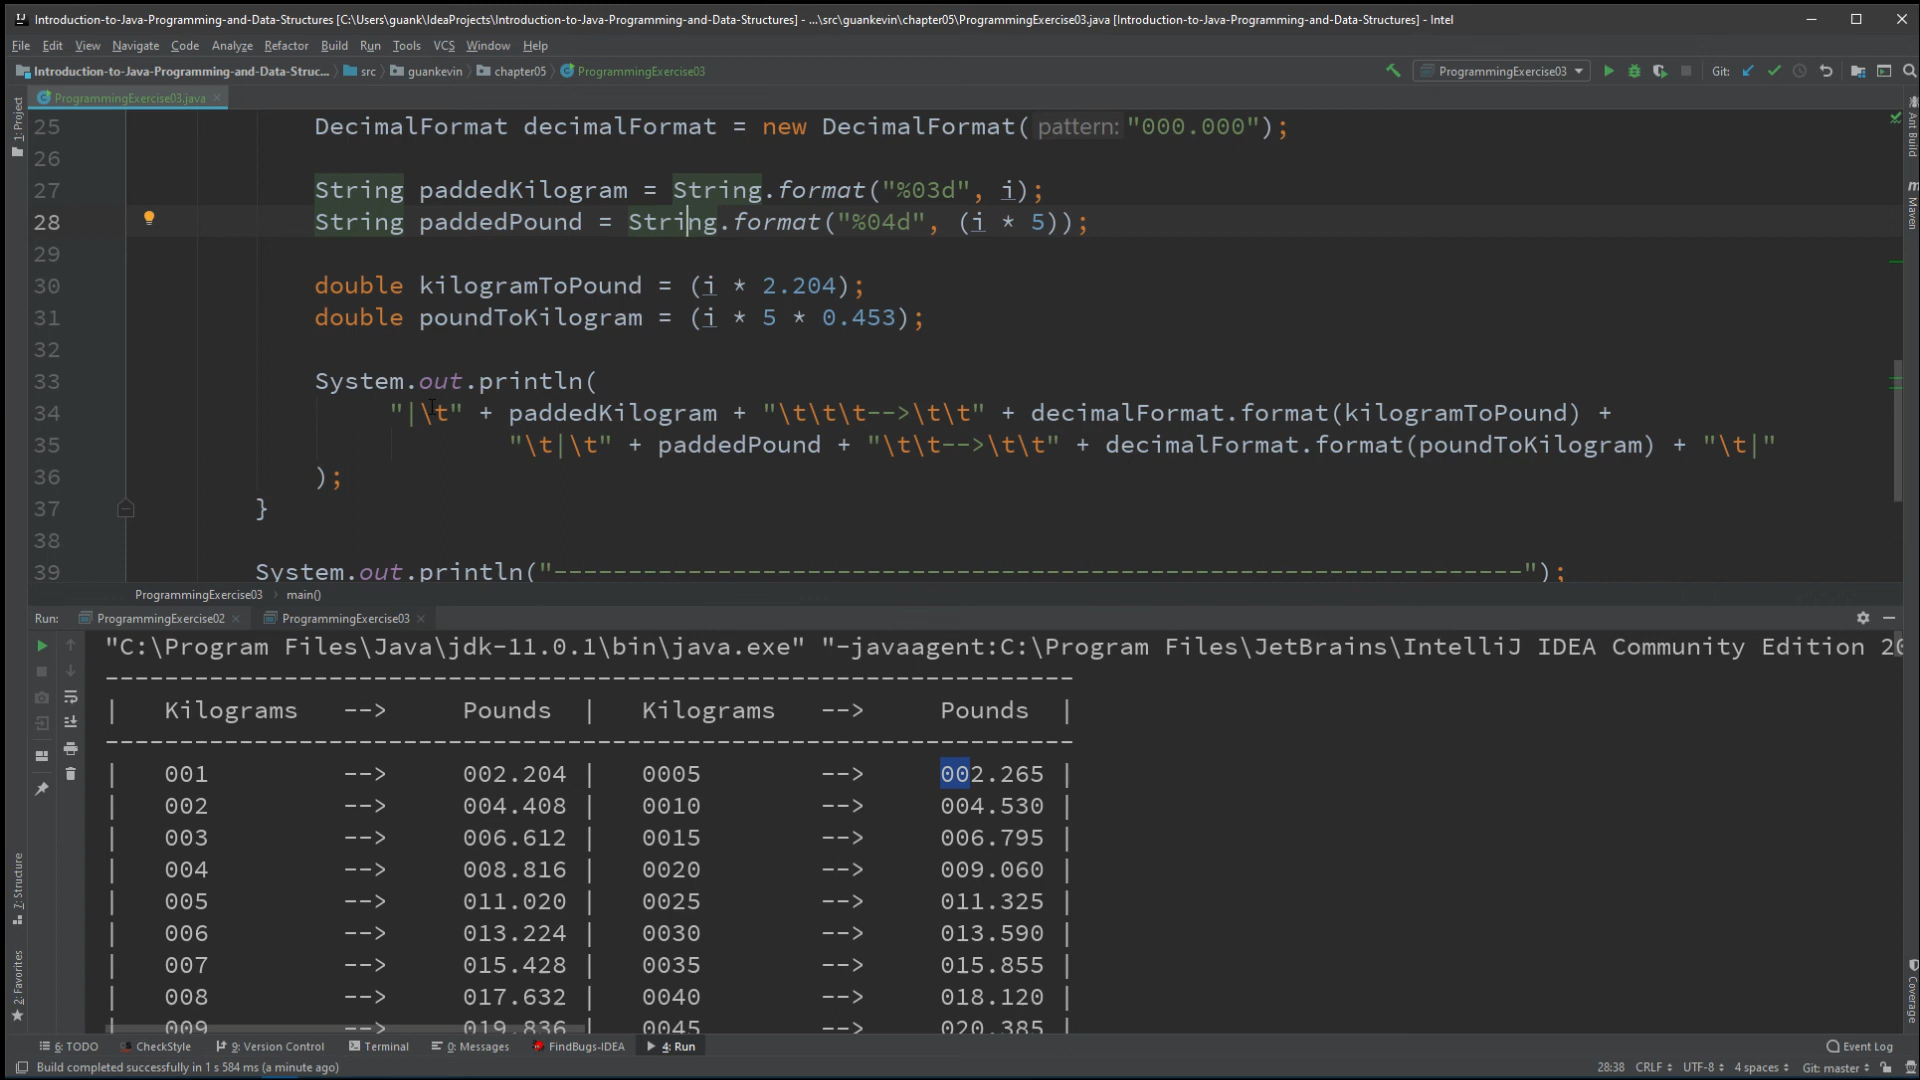 Introduction-to-Java-Programming-and-Data-Structures [C:\Users\guank\IdeaProjects\Introduction-to-Java-Programming-and-Data-Structures] - ...\src\guankevin\chapter05\ProgrammingExercise03.java [Introduction-to-Java-Programming-and-Data-Structures] - Intel
File Edit View Navigate Code Analyze Refactor Build Run Tools VCS Window Help
Introduction-to-Java-Programming-and-Data-Struc... src guankevin chapter05 ProgrammingExercise03 ProgrammingExercise03 Git:
ProgrammingExercise03.java
1: Project
Ant Build
Maven
25 DecimalFormat decimalFormat = new DecimalFormat( pattern: "000.000");
26
27 String paddedKilogram = String.format("%03d", i);
28 String paddedPound = String.format("%04d", (i * 5));
29
30 double kilogramToPound = (i * 2.204);
31 double poundToKilogram = (i * 5 * 0.453);
32
33 System.out.println(
34 "|\t" + paddedKilogram + "\t\t\t-->\t\t" + decimalFormat.format(kilogramToPound) +
35 "\t|\t" + paddedPound + "\t\t-->\t\t" + decimalFormat.format(poundToKilogram) + "\t|"
36 );
37 }
38
39 System.out.println("-----------------------------------------------------------------");
ProgrammingExercise03 main()
Run: ProgrammingExercise02 ProgrammingExercise03
"C:\Program Files\Java\jdk-11.0.1\bin\java.exe" "-javaagent:C:\Program Files\JetBrains\IntelliJ IDEA Community Edition 20
-----------------------------------------------------------------
| Kilograms --> Pounds | Kilograms --> Pounds |
-----------------------------------------------------------------
| 001 --> 002.204 | 0005 --> 002.265 |
| 002 --> 004.408 | 0010 --> 004.530 |
| 003 --> 006.612 | 0015 --> 006.795 |
| 004 --> 008.816 | 0020 --> 009.060 |
| 005 --> 011.020 | 0025 --> 011.325 |
| 006 --> 013.224 | 0030 --> 013.590 |
| 007 --> 015.428 | 0035 --> 015.855 |
| 008 --> 017.632 | 0040 --> 018.120 |
| 009 --> 019.836 | 0045 --> 020.385 |
7: Structure
2: Favorites
Coverage
6: TODO CheckStyle 9: Version Control Terminal 0: Messages FindBugs-IDEA 4: Run Event Log
Build completed successfully in 1 s 584 ms (a minute ago) 28:38 CRLF UTF-8 4 spaces Git: master